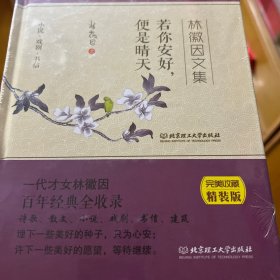 林徽因文集
若你安好，
便是晴天
小说 戏剧 书信
北京理工大学出版社
一代才女林徽因
百年经典全收录
诗歌、散文、小说、戏剧、书信、建筑
埋下一些美好的种子，只为心安；
许下一些美好的愿望，等待继续。
完美收藏
精装版
北京理工大学出版社